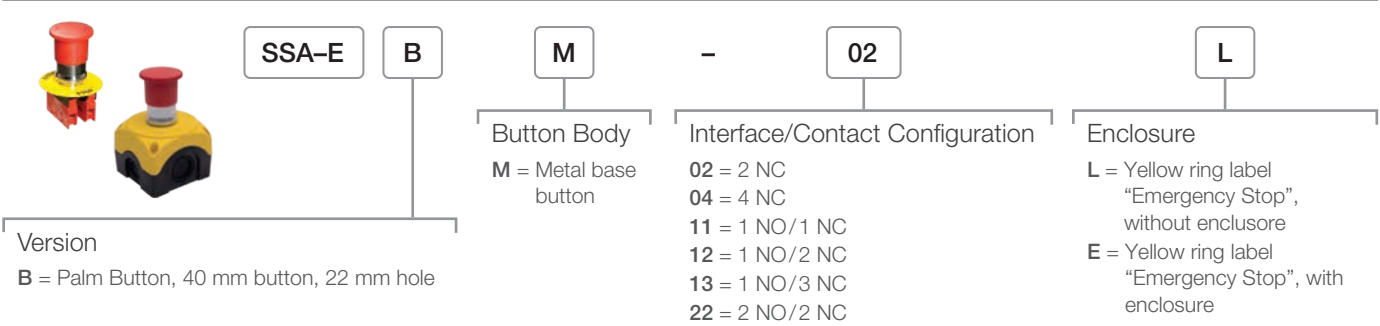 SSA–E B M – 02 L
Version
B = Palm Button, 40 mm button, 22 mm hole
Button Body
M = Metal base
button
Interface/Contact Configuration
02 = 2 NC
04 = 4 NC
11 = 1 NO/1 NC
12 = 1 NO/2 NC
13 = 1 NO/3 NC
22 = 2 NO/2 NC
Enclosure
L = Yellow ring label
“Emergency Stop”,
without enclusore
E = Yellow ring label
“Emergency Stop”, with
enclosure